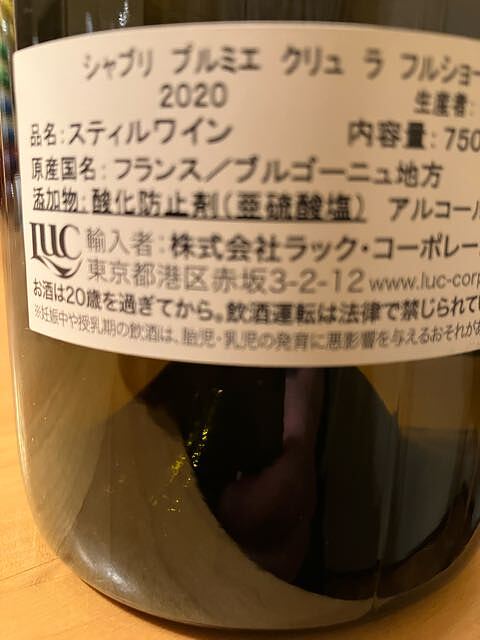 シャブリ プルミエ クリュ ラ フルショー
2020 生産者:
品名:スティルワイン 内容量:750
原産国名:フランス/ブルゴーニュ地方
添加物:酸化防止剤(亜硫酸塩) アルコール
LUC 輸入者:株式会社ラック・コーポレー
東京都港区赤坂3-2-12 www.luc-corp
お酒は20歳を過ぎてから。飲酒運転は法律で禁じられてい
※妊娠中や授乳期の飲酒は、胎児・乳児の発育に悪影響を与えるおそれがあ